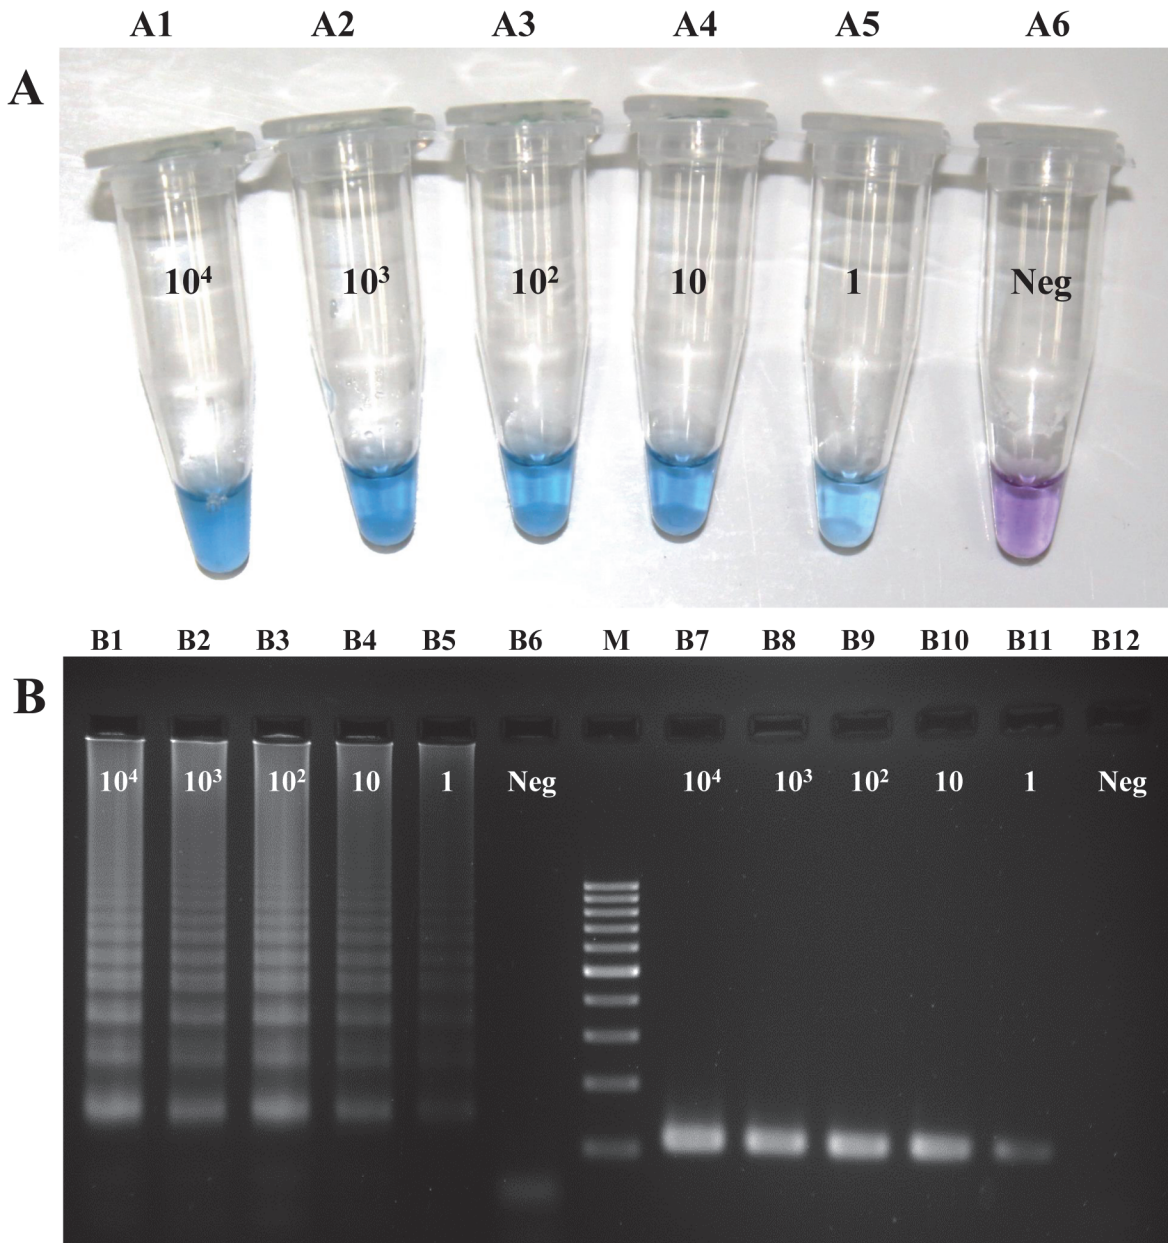 A1 A2 A3 A4 A5 A6
A
10⁴ 10³ 10² 10 1 Neg
B1 B2 B3 B4 B5 B6 M B7 B8 B9 B10 B11 B12
B
10⁴ 10³ 10² 10 1 Neg 10⁴ 10³ 10² 10 1 Neg